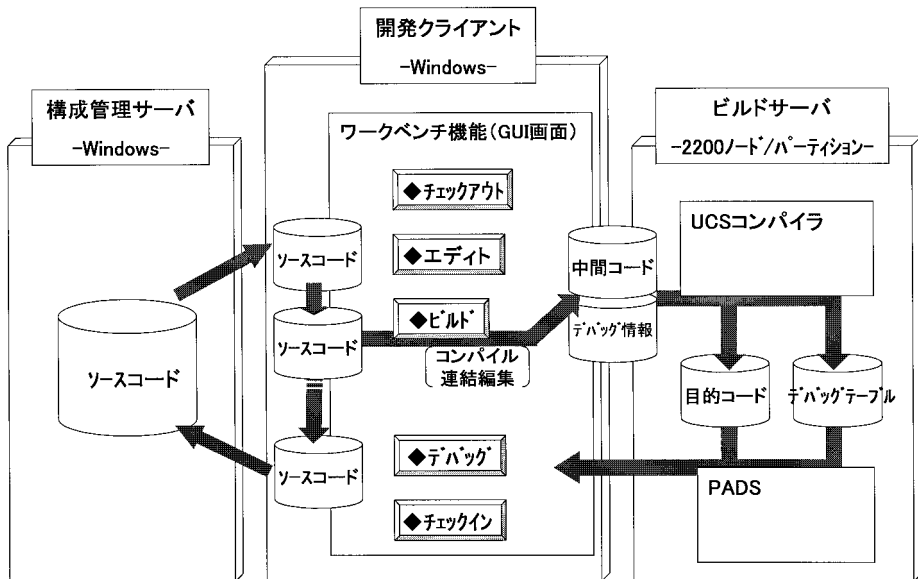 開発クライアント
-Windows-
構成管理サーバ
-Windows-
ビルドサーバ
-2200ノード/パーティション-
ワークベンチ機能(GUI画面)
◆チェックアウト
◆エディト
◆ビルド
コンパイル
連結編集
◆デバッグ
◆チェックイン
ソースコード
ソースコード
ソースコード
ソースコード
中間コード
デバッグ情報
UCSコンパイラ
目的コード
デバッグテーブル
PADS